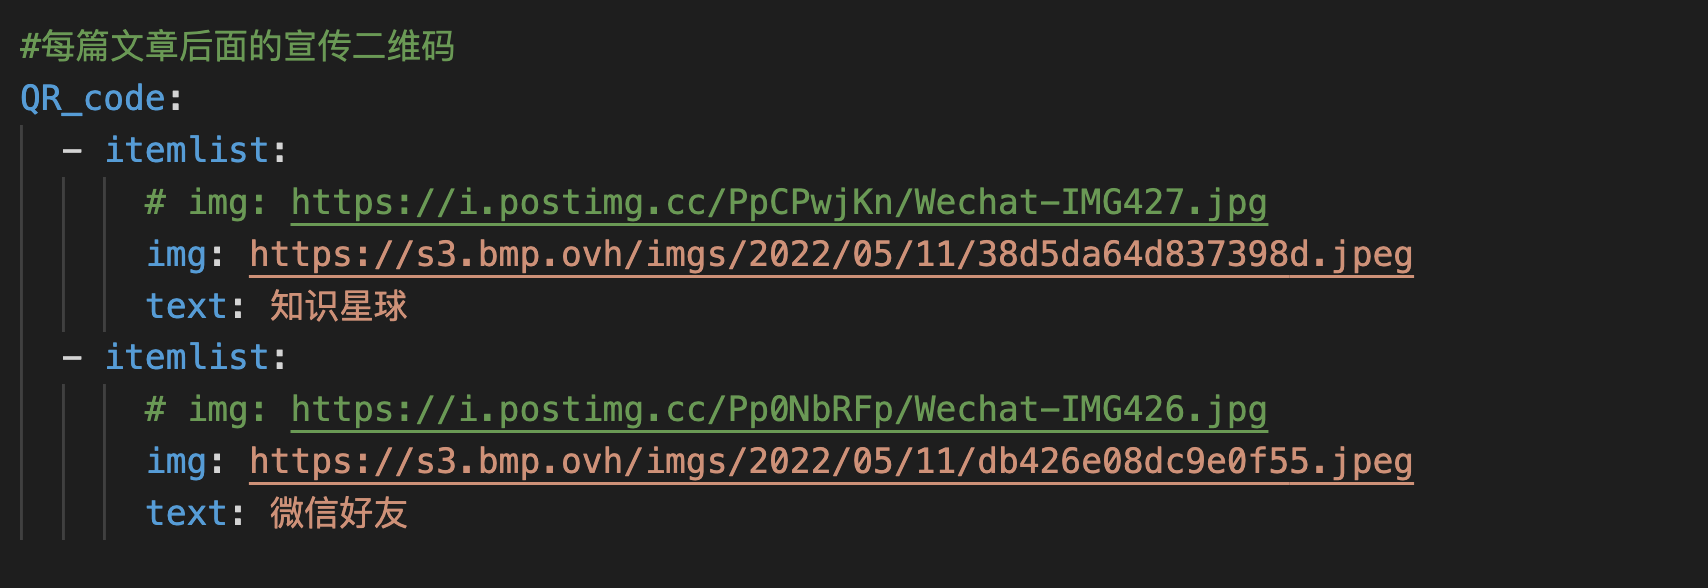 #每篇文章后面的宣传二维码
QR_code:
- itemlist:
# img: https://i.postimg.cc/PpCPwjKn/Wechat-IMG427.jpg
img: https://s3.bmp.ovh/imgs/2022/05/11/38d5da64d837398d.jpeg
text: 知识星球
- itemlist:
# img: https://i.postimg.cc/Pp0NbRFp/Wechat-IMG426.jpg
img: https://s3.bmp.ovh/imgs/2022/05/11/db426e08dc9e0f55.jpeg
text: 微信好友